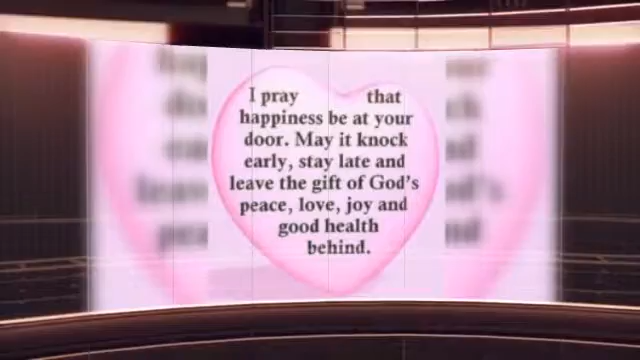 I pray that
happiness be at your
door. May it knock
early, stay late and
leave the gift of God's
peace, love, joy and
good health
behind.